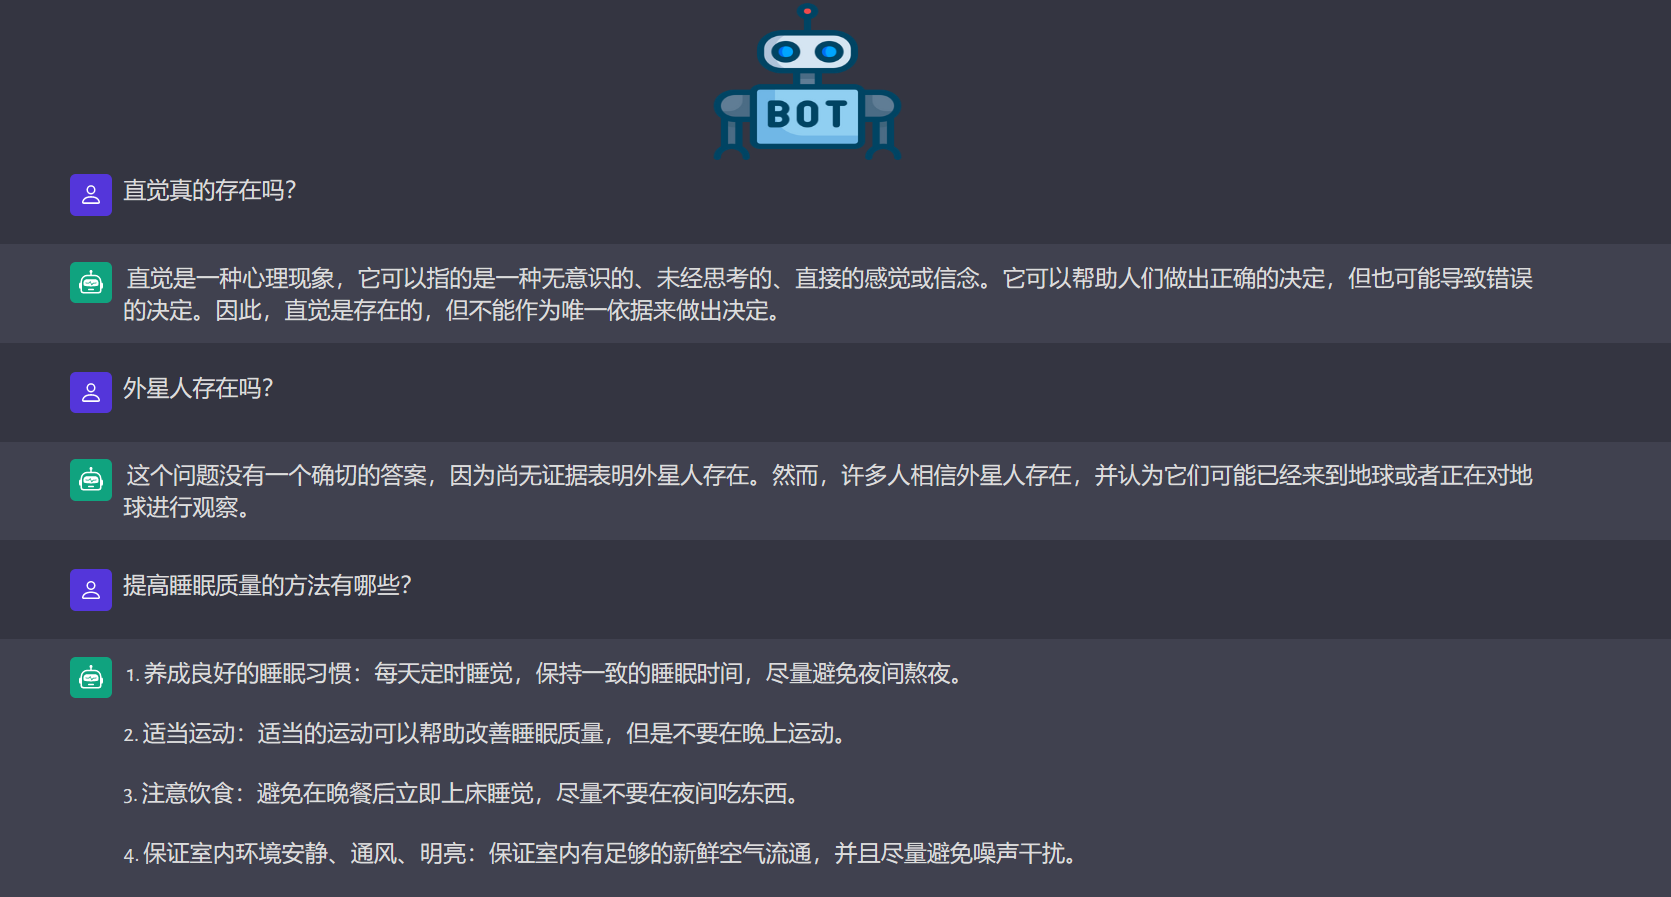 BOT
直觉真的存在吗？
直觉是一种心理现象，它可以指的是一种无意识的、未经思考的、直接的感觉或信念。它可以帮助人们做出正确的决定，但也可能导致错误
的决定。因此，直觉是存在的，但不能作为唯一依据来做出决定。
外星人存在吗？
这个问题没有一个确切的答案，因为尚无证据表明外星人存在。然而，许多人相信外星人存在，并认为它们可能已经来到地球或者正在对地
球进行观察。
提高睡眠质量的方法有哪些？
1. 养成良好的睡眠习惯：每天定时睡觉，保持一致的睡眠时间，尽量避免夜间熬夜。
2. 适当运动：适当的运动可以帮助改善睡眠质量，但是不要在晚上运动。
3. 注意饮食：避免在晚餐后立即上床睡觉，尽量不要在夜间吃东西。
4. 保证室内环境安静、通风、明亮：保证室内有足够的新鲜空气流通，并且尽量避免噪声干扰。